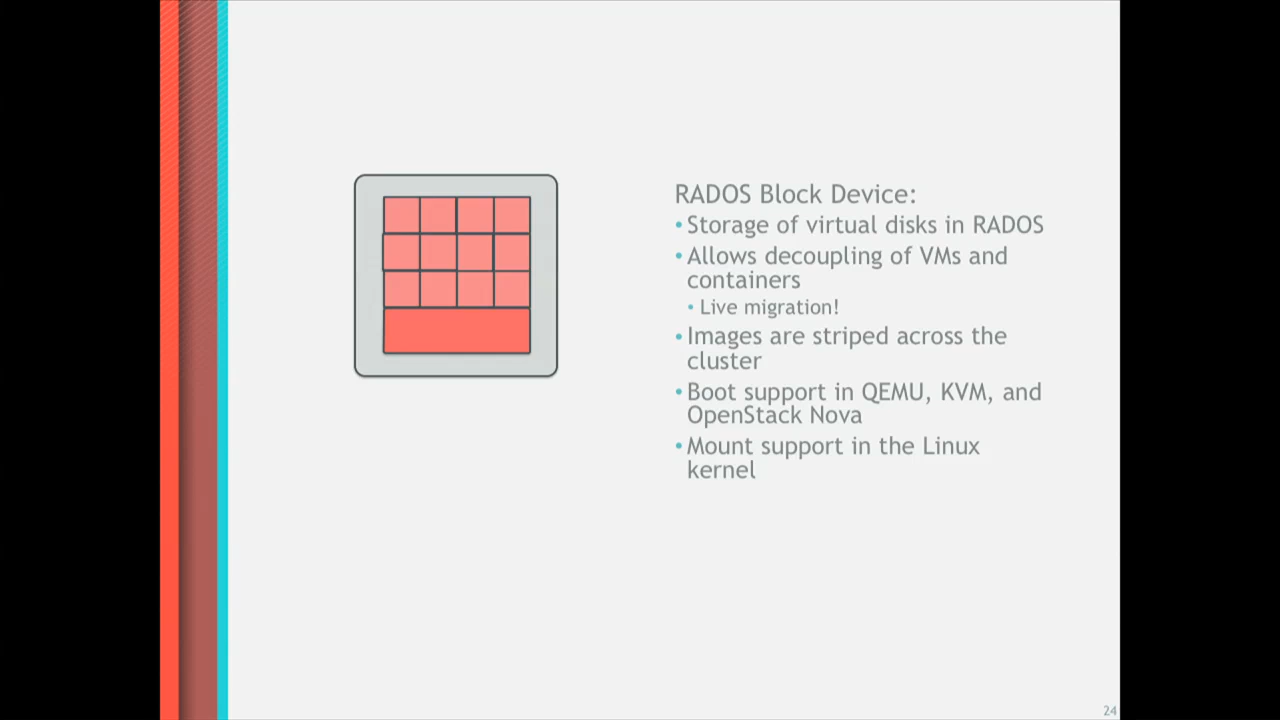 RADOS Block Device:
•Storage of virtual disks in RADOS
•Allows decoupling of VMs and
containers
•Live migration!
•Images are striped across the
cluster
•Boot support in QEMU, KVM, and
OpenStack Nova
•Mount support in the Linux
kernel
24